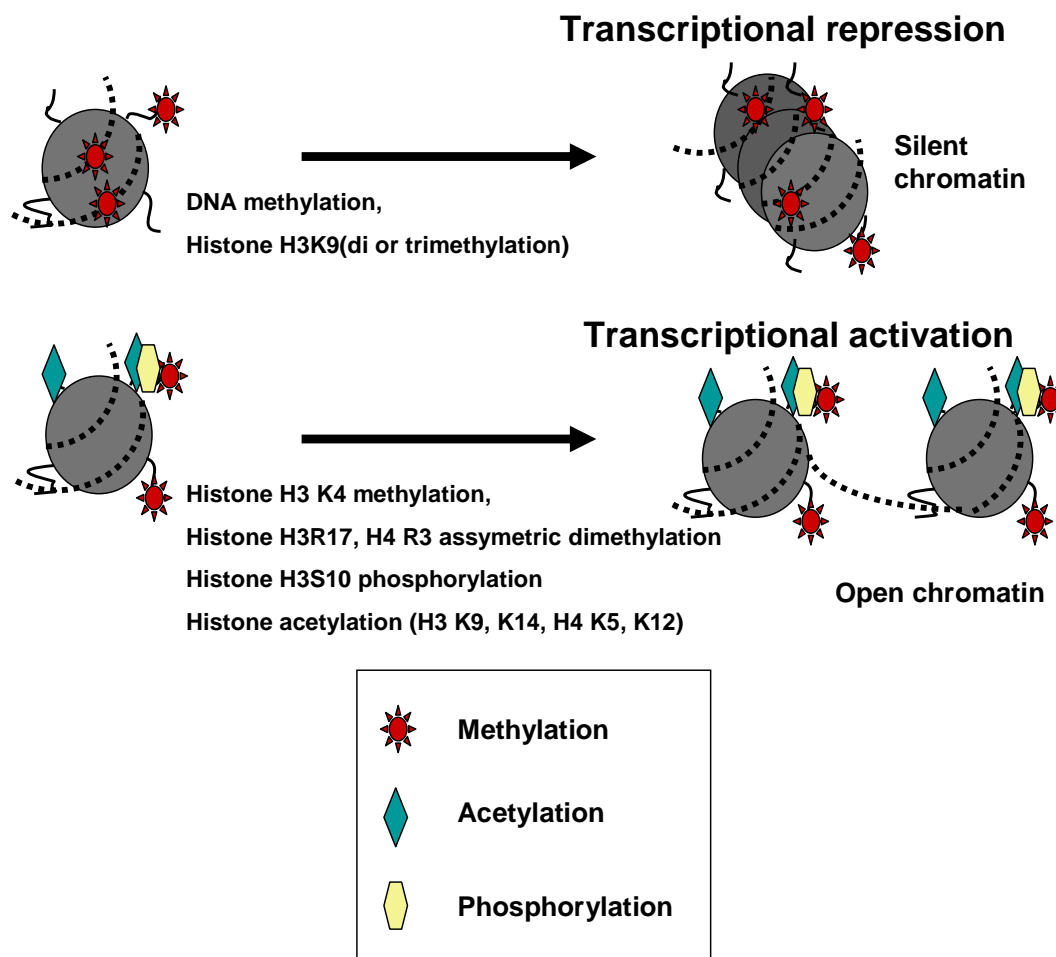 Transcriptional repression
Silent
chromatin
DNA methylation,
Histone H3K9(di or trimethylation)
Transcriptional activation
Histone H3 K4 methylation,
Histone H3R17, H4 R3 assymetric dimethylation
Histone H3S10 phosphorylation
Histone acetylation (H3 K9, K14, H4 K5, K12)
Open chromatin
Methylation
Acetylation
Phosphorylation